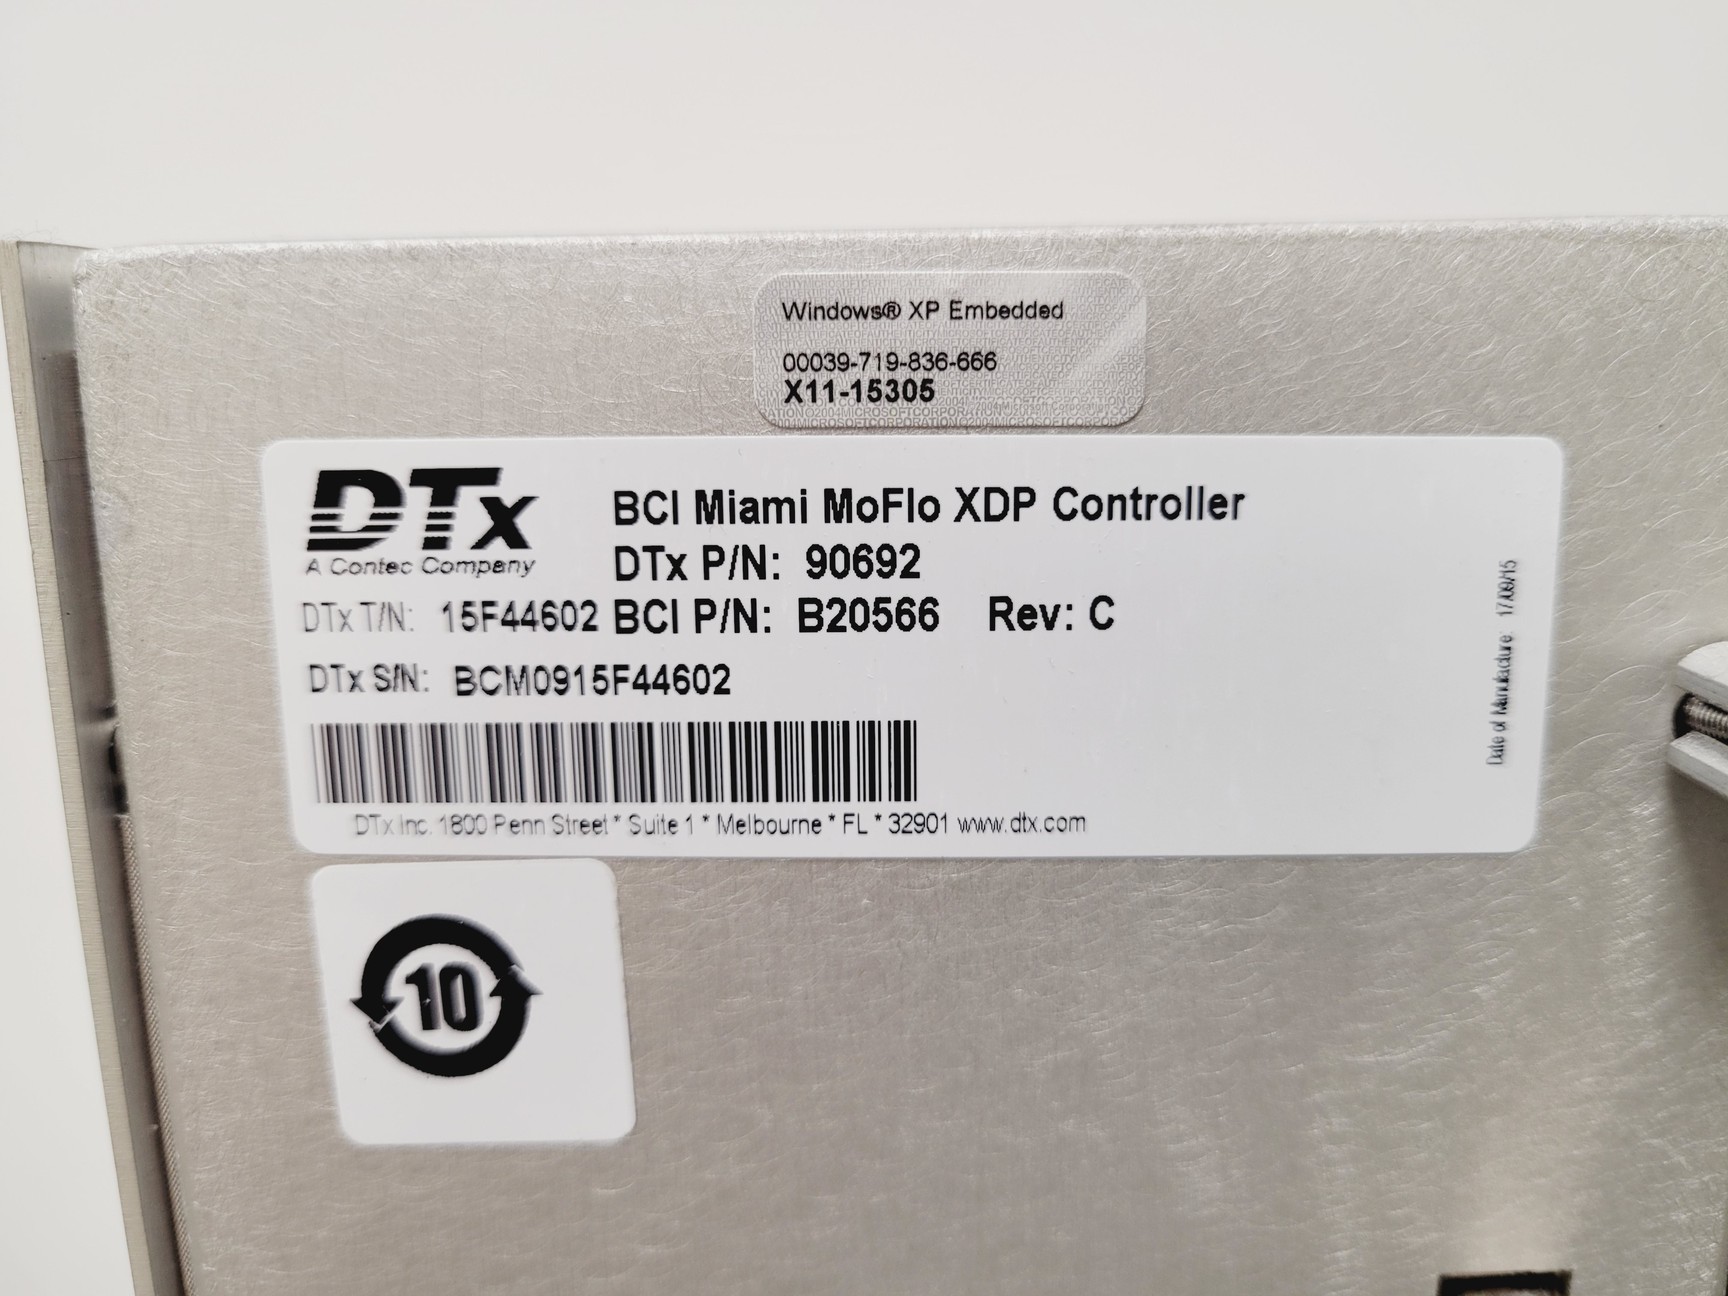 Windows® XP Embedded
00039-719-836-666
X11-15305
DTx
A Contec Company
BCI Miami MoFlo XDP Controller
DTx P/N: 90692
DTx T/N: 15F44602 BCI P/N: B20566 Rev: C
DTx S/N: BCM0915F44602
DTx Inc. 1800 Penn Street * Suite 1 * Melbourne * FL * 32901 www.dtx.com
Date of Manufacture: 17/09/15
10